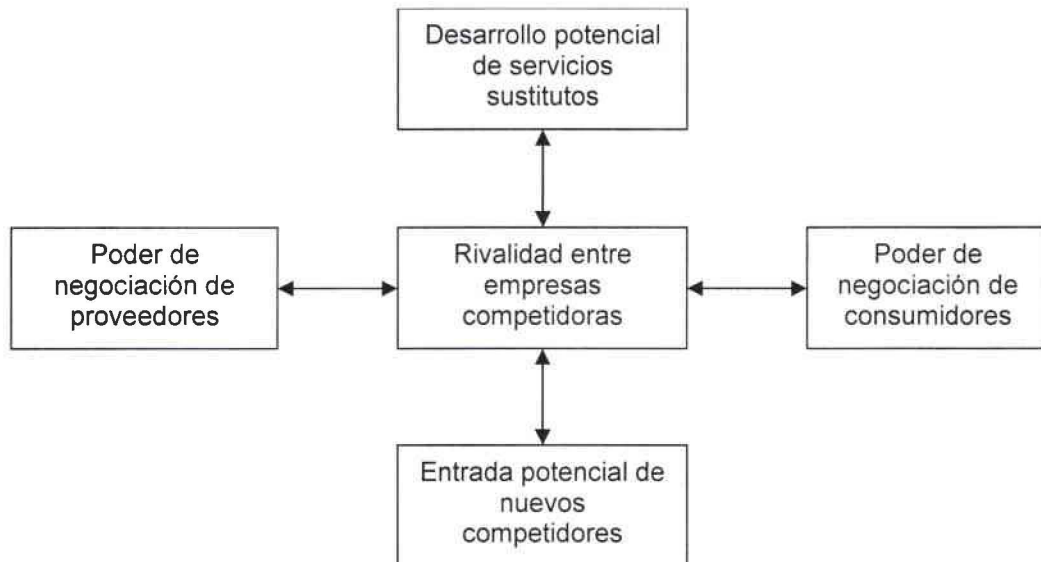 Desarrollo potencial
de servicios
sustitutos
Poder de
negociación de
proveedores
Rivalidad entre
empresas
competidoras
Poder de
negociación de
consumidores
Entrada potencial de
nuevos
competidores